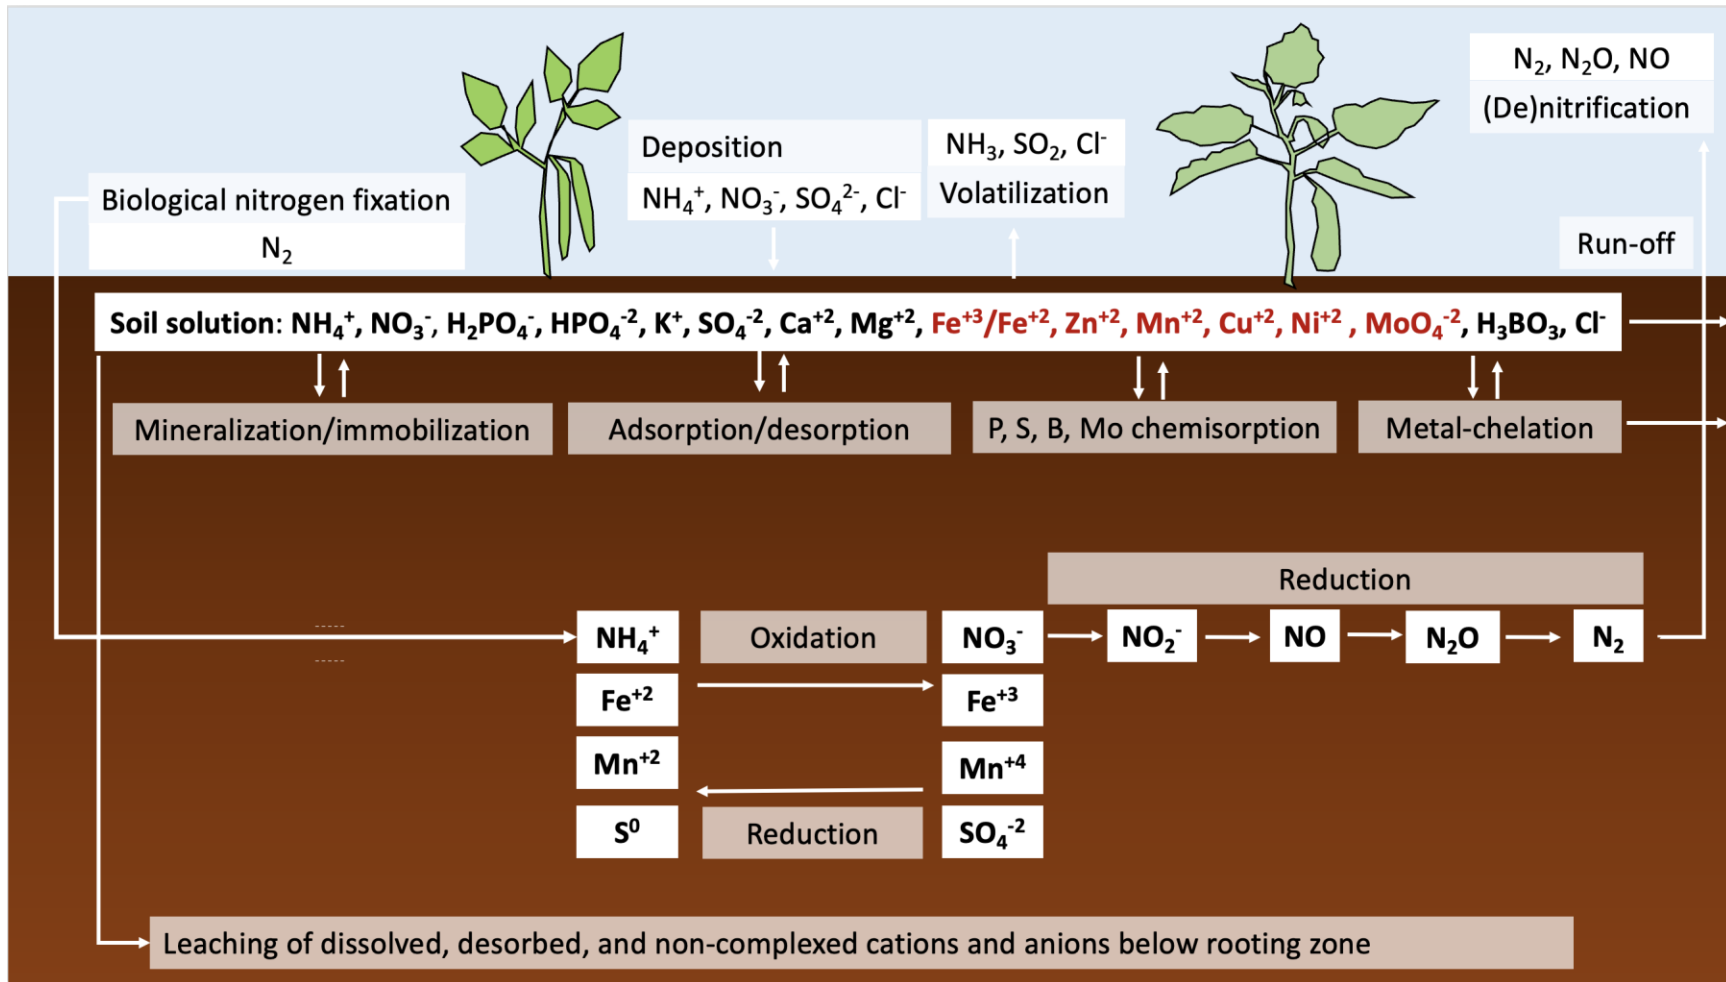 N₂, N₂O, NO
(De)nitrification
Deposition
NH₄⁺, NO₃⁻, SO₄²⁻, Cl⁻
NH₃, SO₂, Cl⁻
Volatilization
Biological nitrogen fixation
N₂
Run-off
Soil solution: NH₄⁺, NO₃⁻, H₂PO₄⁻, HPO₄⁻², K⁺, SO₄⁻², Ca⁺², Mg⁺², Fe⁺³/Fe⁺², Zn⁺², Mn⁺², Cu⁺², Ni⁺² , MoO₄⁻², H₃BO₃, Cl⁻
Mineralization/immobilization
Adsorption/desorption
P, S, B, Mo chemisorption
Metal-chelation
Reduction
NH₄⁺
Oxidation
NO₃⁻
NO₂⁻
NO
N₂O
N₂
Fe⁺²
Fe⁺³
Mn⁺²
Mn⁺⁴
S⁰
Reduction
SO₄⁻²
Leaching of dissolved, desorbed, and non-complexed cations and anions below rooting zone